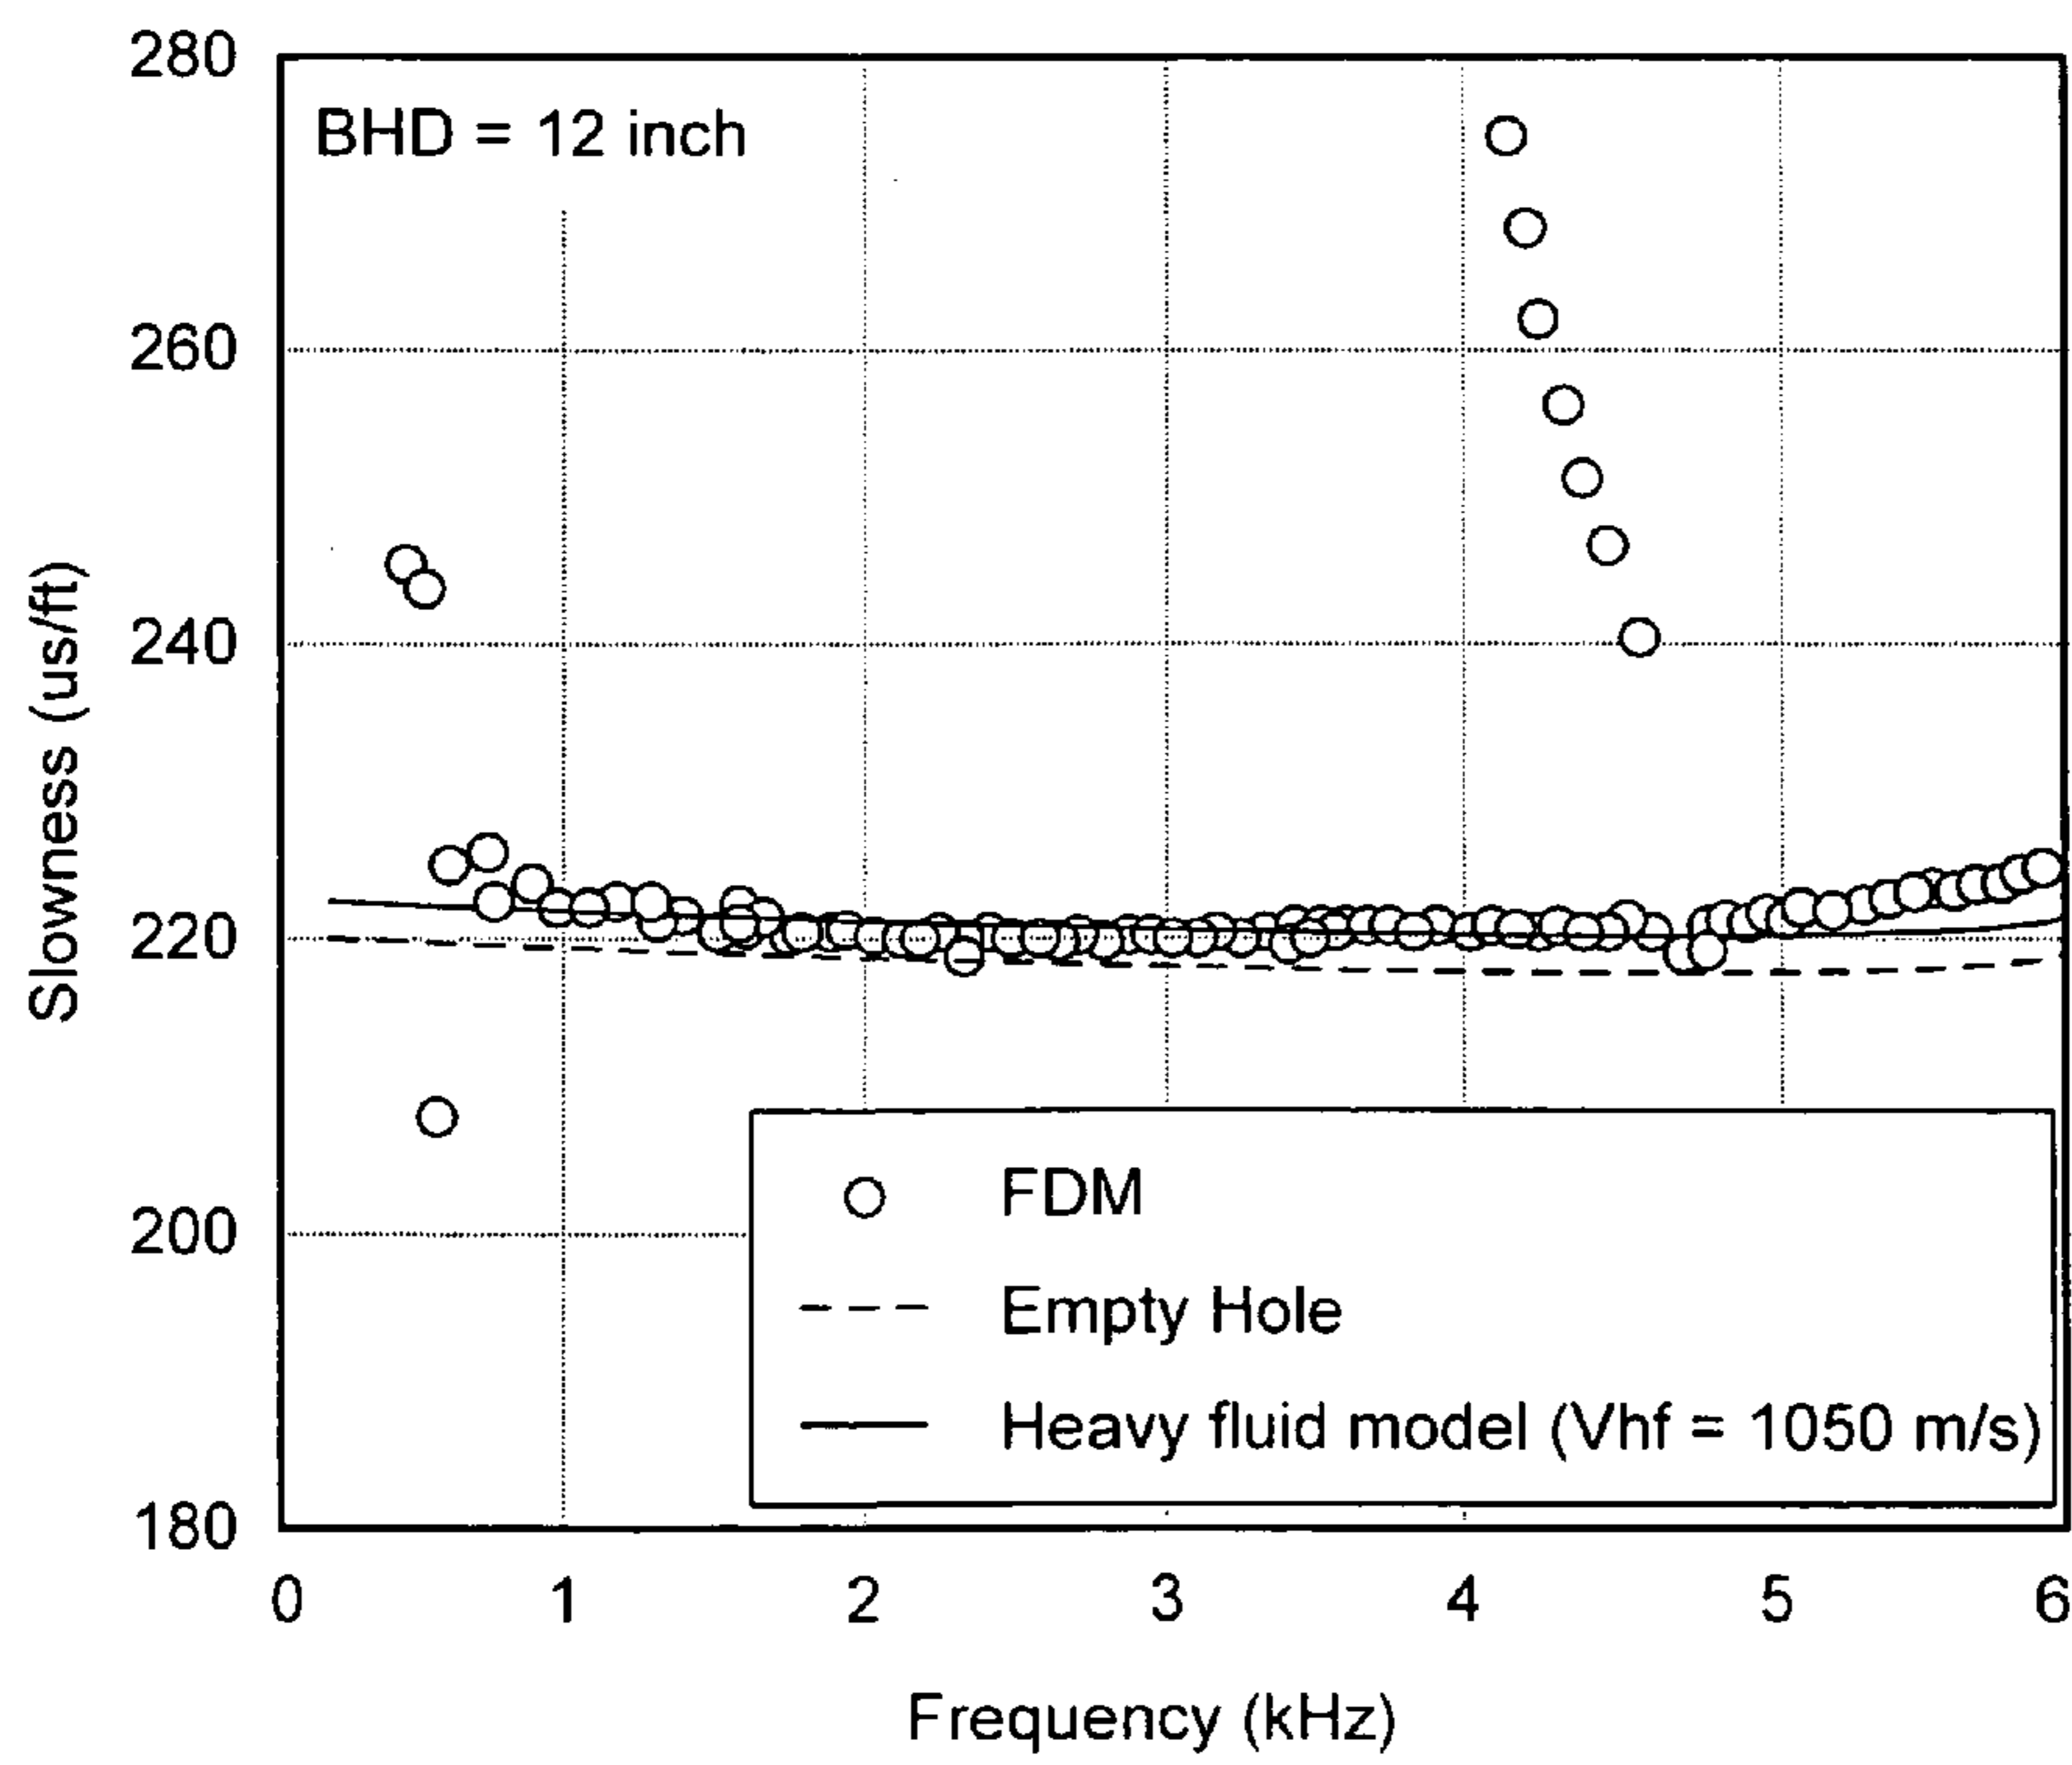 280
BHD = 12 inch
260
240
220
200
180
Slowness (us/ft)
FDM
Empty Hole
Heavy fluid model (Vhf = 1050 m/s)
0 1 2 3 4 5 6
Frequency (kHz)